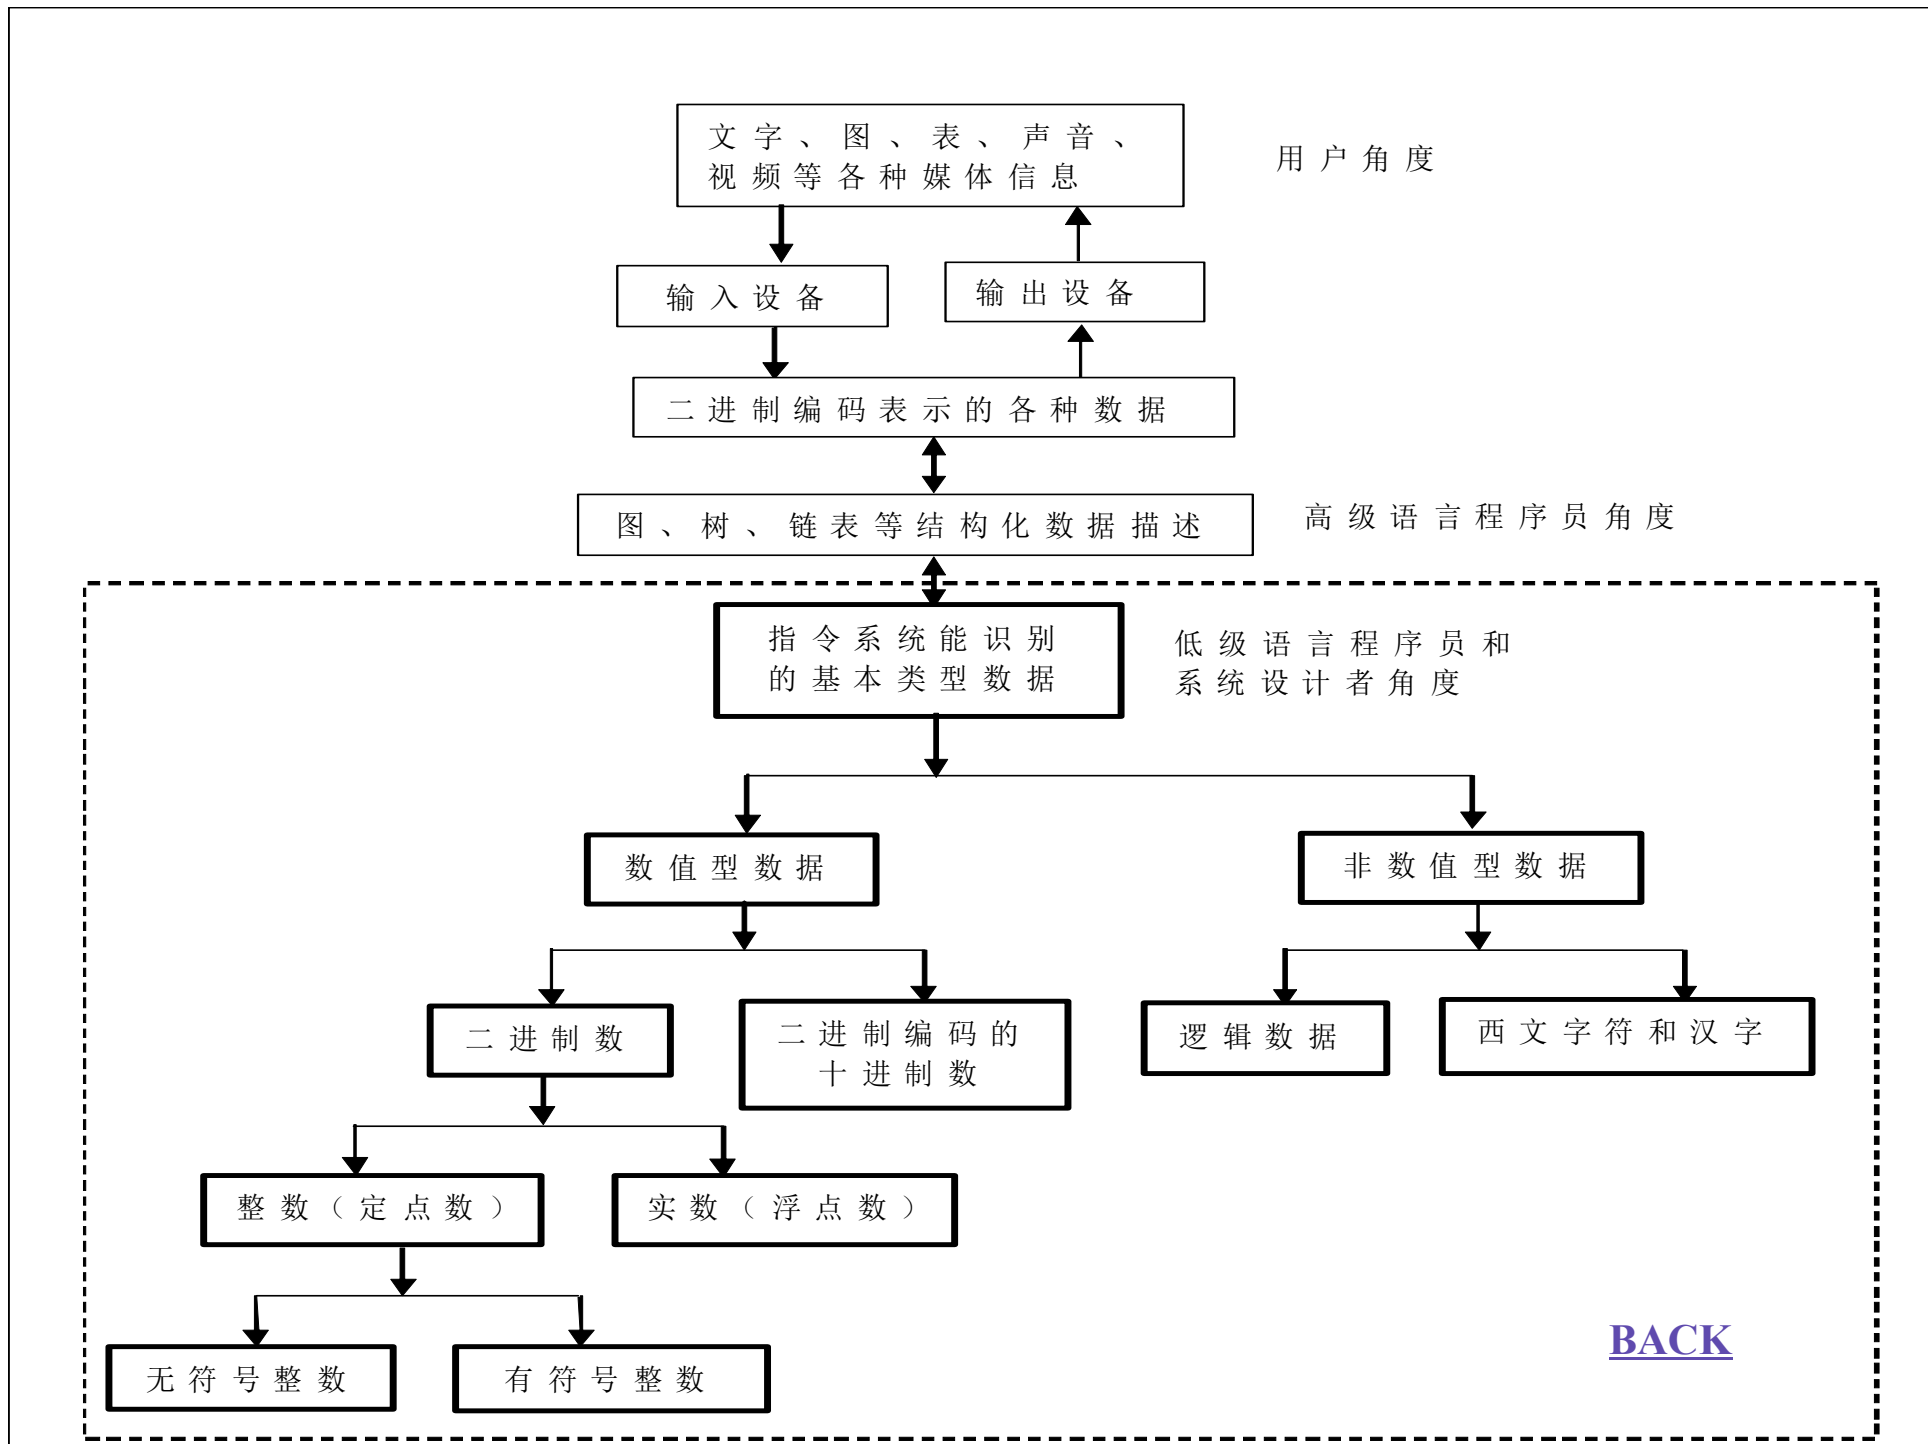 文字、图、表、声音、
视频等各种媒体信息
用户角度
输入设备
输出设备
二进制编码表示的各种数据
图、树、链表等结构化数据描述
高级语言程序员角度
指令系统能识别
的基本类型数据
低级语言程序员和
系统设计者角度
数值型数据
非数值型数据
二进制数
二进制编码的
十进制数
逻辑数据
西文字符和汉字
整数（定点数）
实数（浮点数）
无符号整数
有符号整数
BACK